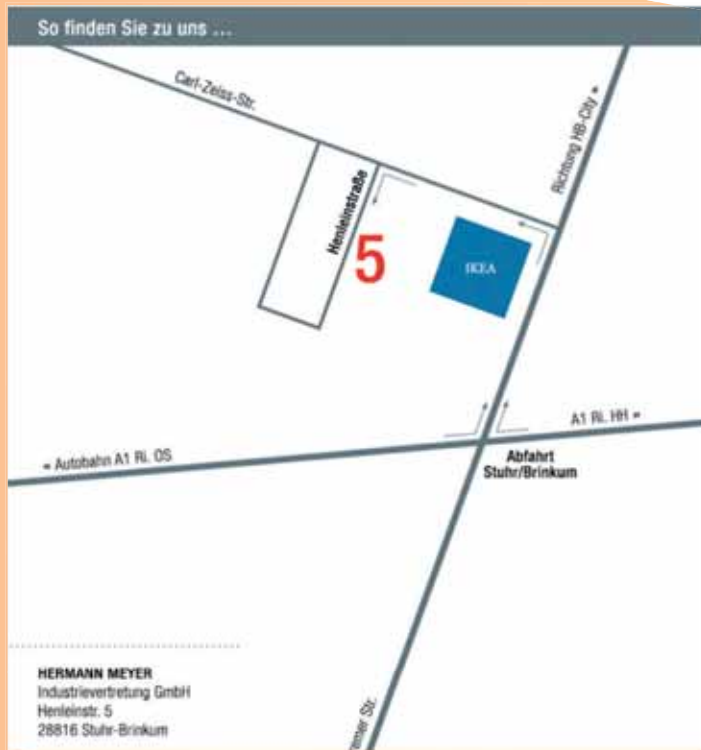 So finden Sie zu uns ...
Carl-Zeiss-Str.
Richtung HB-City
Henleinstraße
5
IKEA
A1 Ri. HH
Autobahn A1 Ri. OS
Abfahrt
Stuhr/Brinkum
HERMANN MEYER
Industrievertretung GmbH
Henleinstr. 5
28816 Stuhr-Brinkum
Str.